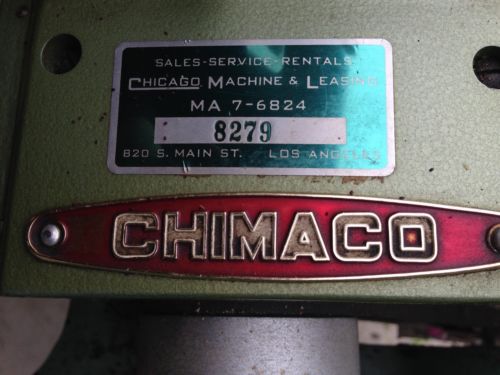 SALES-SERVICE-RENTALS
CHICAGO MACHINE & LEASING
MA 7-6824
8279
820 S. MAIN ST. LOS ANGELES
CHIMACO